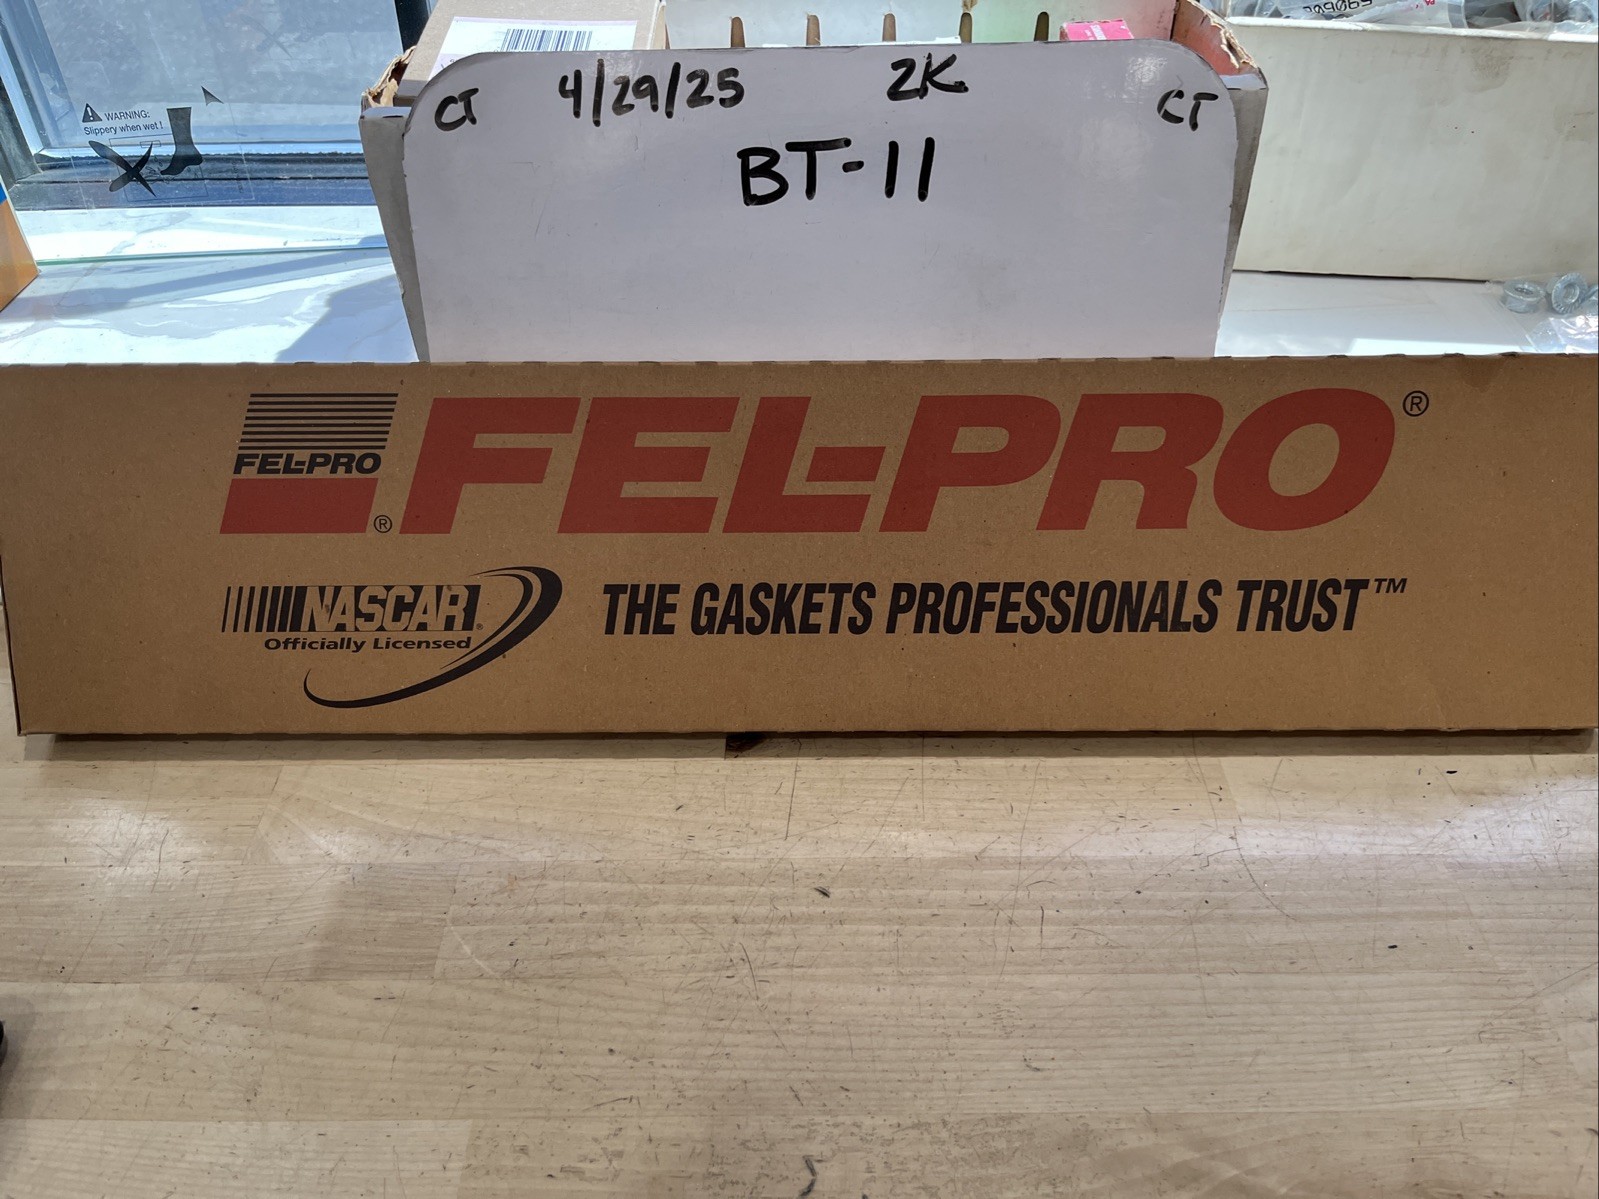 CT 4/29/25 2K CT
BT-11
WARNING:
Slippery when wet !
FEL-PRO ®
FEL-PRO ®
NASCAR
Officially Licensed
THE GASKETS PROFESSIONALS TRUST™